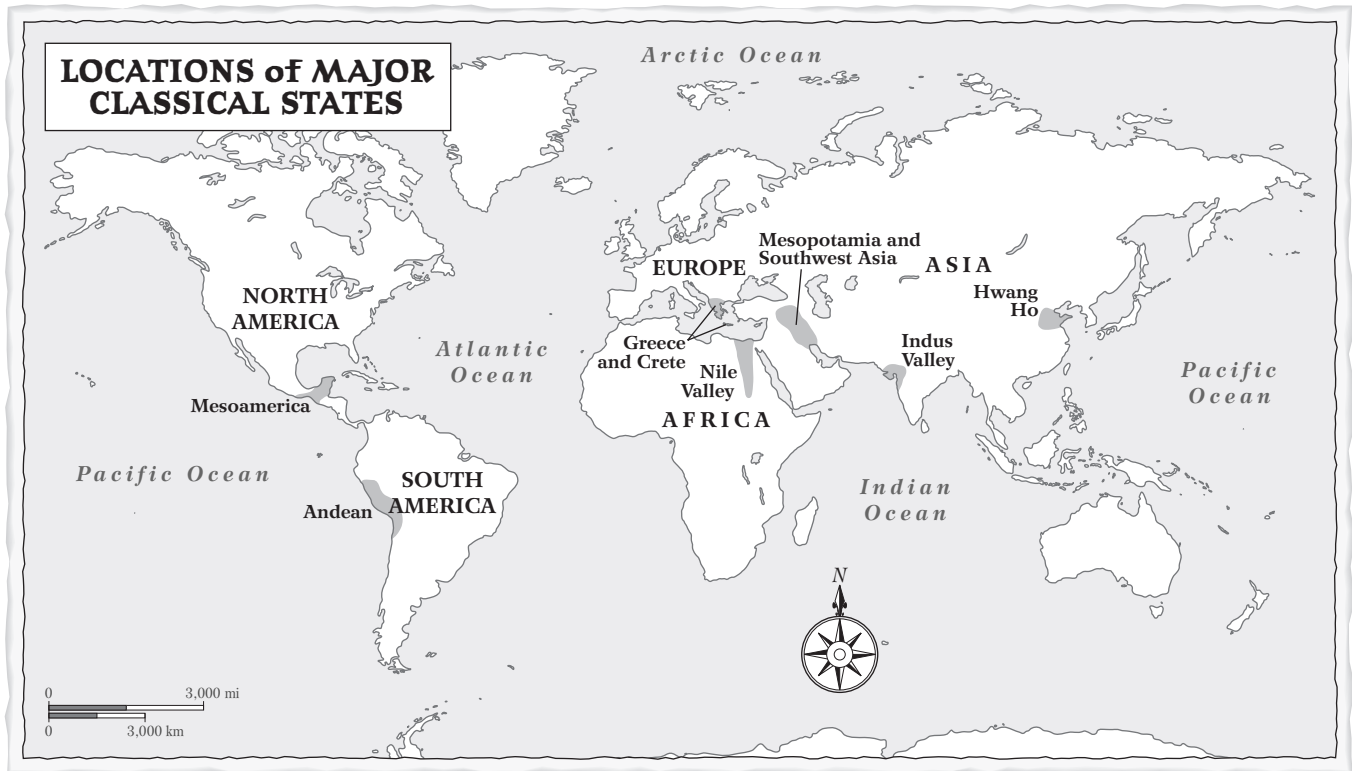 LOCATIONS of MAJOR
CLASSICAL STATES
Arctic Ocean
Mesopotamia and
Southwest Asia
EUROPE
ASIA
NORTH
AMERICA
Hwang
Ho
Greece
and Crete
Indus
Valley
Atlantic
Ocean
Nile
Valley
Pacific
Ocean
Mesoamerica
AFRICA
Pacific Ocean
SOUTH
AMERICA
Andean
Indian
Ocean
N
0 3,000 mi
0 3,000 km